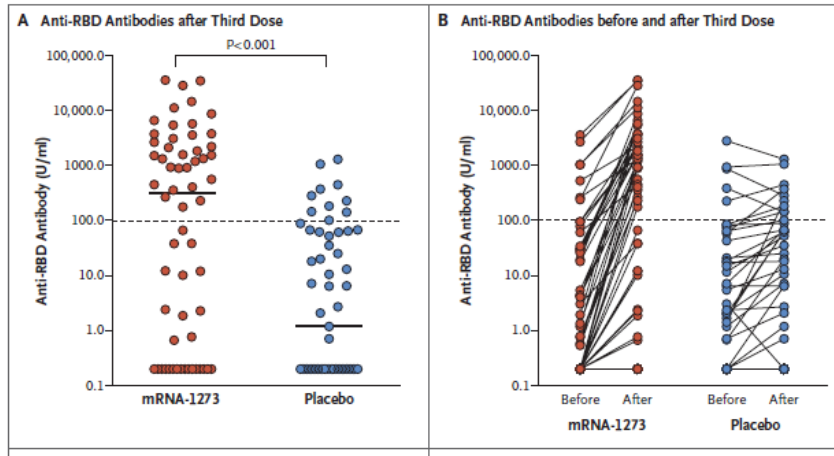 A Anti-RBD Antibodies after Third Dose
P<0.001
100,000.0
10,000.0
1000.0
100.0
10.0
1.0
0.1
Anti-RBD Antibody (U/ml)
mRNA-1273
Placebo
B Anti-RBD Antibodies before and after Third Dose
100,000.0
10,000.0
1000.0
100.0
10.0
1.0
0.1
Anti-RBD Antibody (U/ml)
Before After Before After
mRNA-1273 Placebo